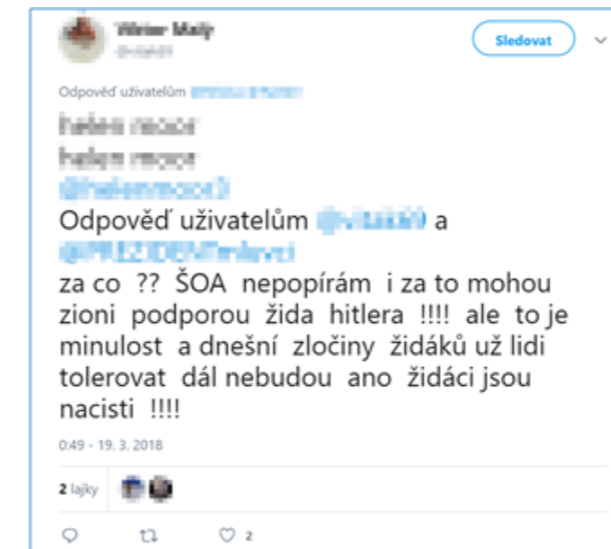 Sledovat
Odpověď uživatelům
Odpověď uživatelům a
za co ?? ŠOA nepopírám i za to mohou
zioni podporou žida hitlera !!!! ale to je
minulost a dnešní zločiny židáků už lidi
tolerovat dál nebudou ano židáci jsou
nacisti !!!!
0:49 - 19. 3. 2018
2 lajky
2